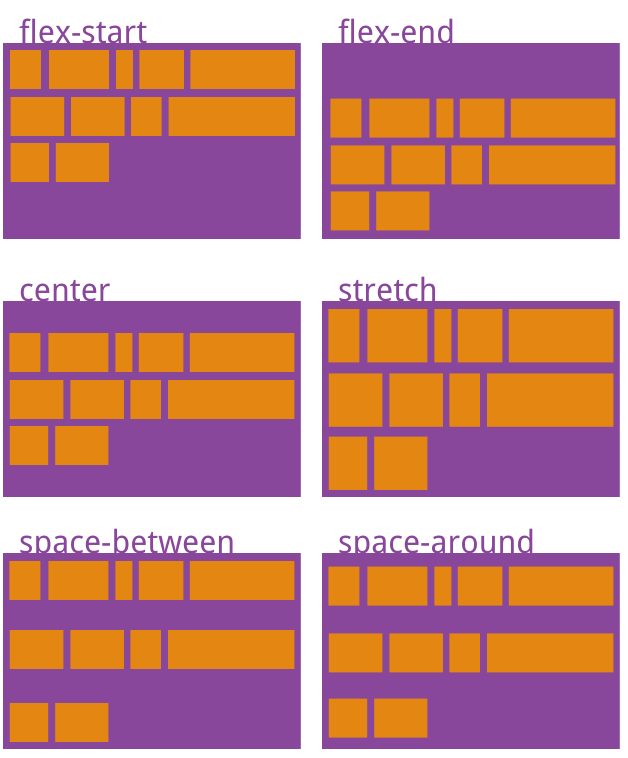 flex-start
flex-end
center
stretch
space-between
space-around